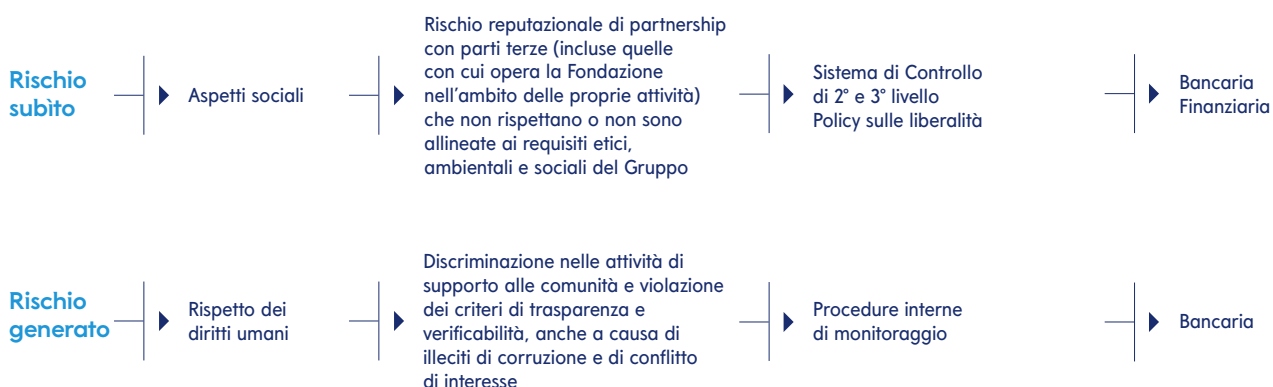 Rischio
subìto
Aspetti sociali
Rischio reputazionale di partnership
con parti terze (incluse quelle
con cui opera la Fondazione
nell’ambito delle proprie attività)
che non rispettano o non sono
allineate ai requisiti etici,
ambientali e sociali del Gruppo
Sistema di Controllo
di 2° e 3° livello
Policy sulle liberalità
Bancaria
Finanziaria
Rischio
generato
Rispetto dei
diritti umani
Discriminazione nelle attività di
supporto alle comunità e violazione
dei criteri di trasparenza e
verificabilità, anche a causa di
illeciti di corruzione e di conflitto
di interesse
Procedure interne
di monitoraggio
Bancaria